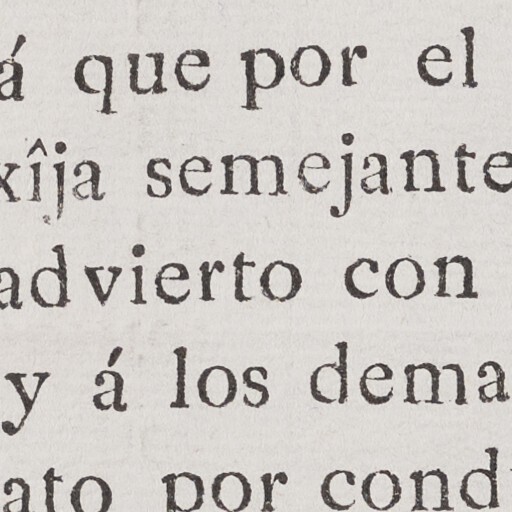 á que por el
xîja semejante
advierto con
y á los dema
ato por cond